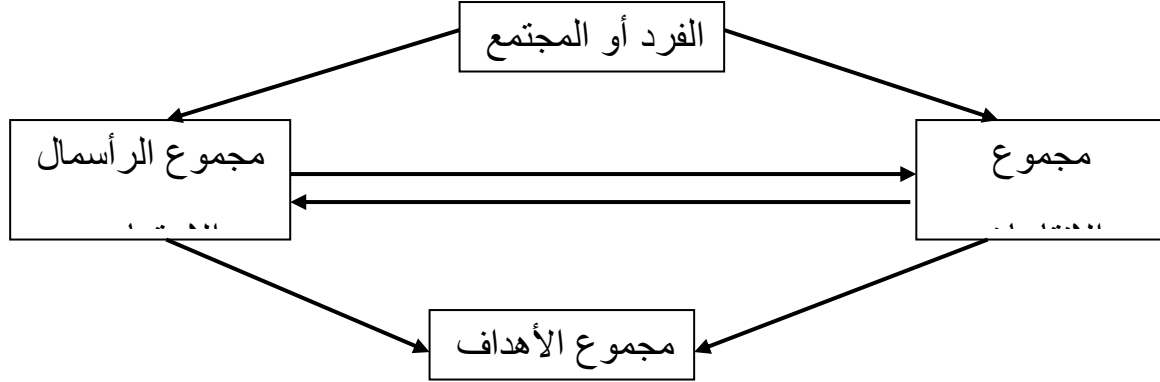 الفرد أو المجتمع
مجموع
مجموع الرأسمال
مجموع الأهداف